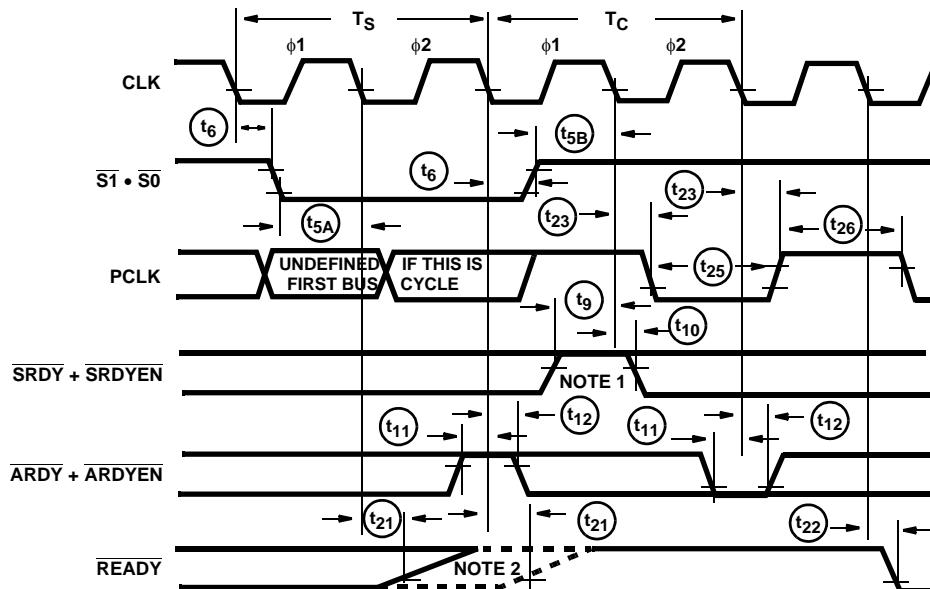 TS TC
ϕ1 ϕ2 ϕ1 ϕ2
CLK
t6 t5B
S1 • S0 t6
t5A t23 t23 t26
PCLK UNDEFINED IF THIS IS t25
FIRST BUS CYCLE
t9 t10
SRDY + SRDYEN NOTE 1
t11 t12 t11 t12
ARDY + ARDYEN
t21 t21 t22
READY NOTE 2